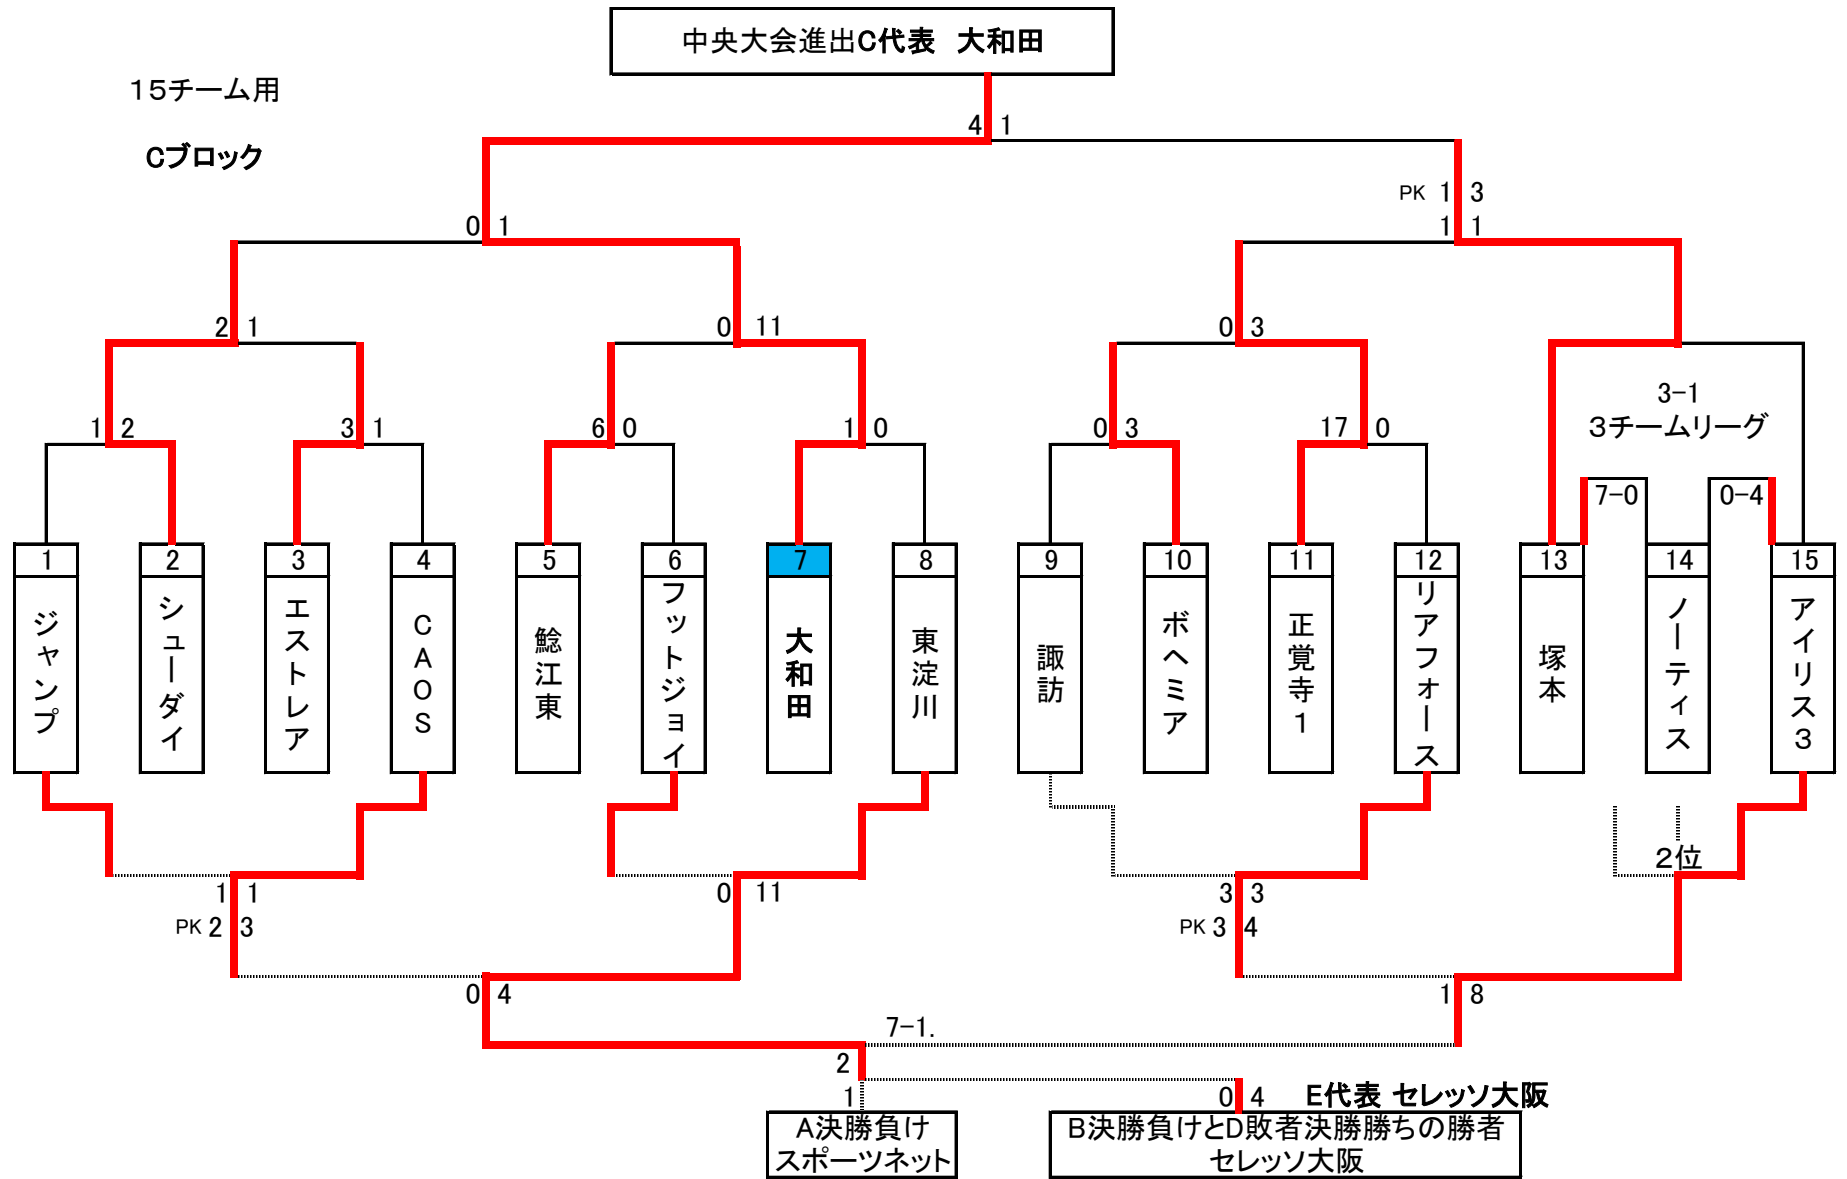 中央大会進出C代表　大和田
15チーム用
Cブロック
4 1
PK 1 3
0 1
1 1
2 1
0 11
0 3
3-1
3チームリーグ
1 2
3 1
6 0
1 0
0 3
17 0
7-0
0-4
1
2
3
4
5
6
7
8
9
10
11
12
13
14
15
ジャンプ
シューダイ
エストレア
CAOS
鯰江東
フットジョイ
大和田
東淀川
諏訪
ボヘミア
正覚寺1
リアフォース
塚本
ノーティス
アイリス3
2位
1 1
0 11
3 3
PK 2 3
PK 3 4
0 4
1 8
7-1.
2
1
0 4
E代表 セレッソ大阪
A決勝負け
スポーツネット
B決勝負けとD敗者決勝勝ちの勝者
セレッソ大阪